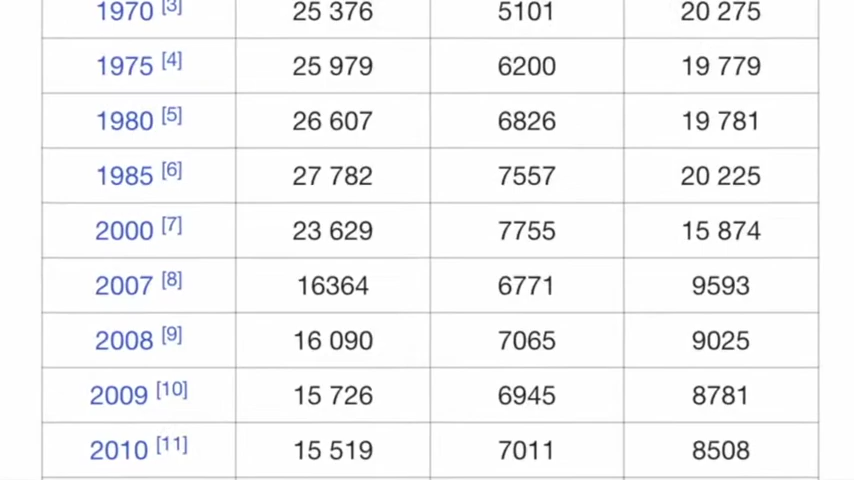 1970 [3] 25 376 5101 20 275
1975 [4] 25 979 6200 19 779
1980 [5] 26 607 6826 19 781
1985 [6] 27 782 7557 20 225
2000 [7] 23 629 7755 15 874
2007 [8] 16364 6771 9593
2008 [9] 16 090 7065 9025
2009 [10] 15 726 6945 8781
2010 [11] 15 519 7011 8508